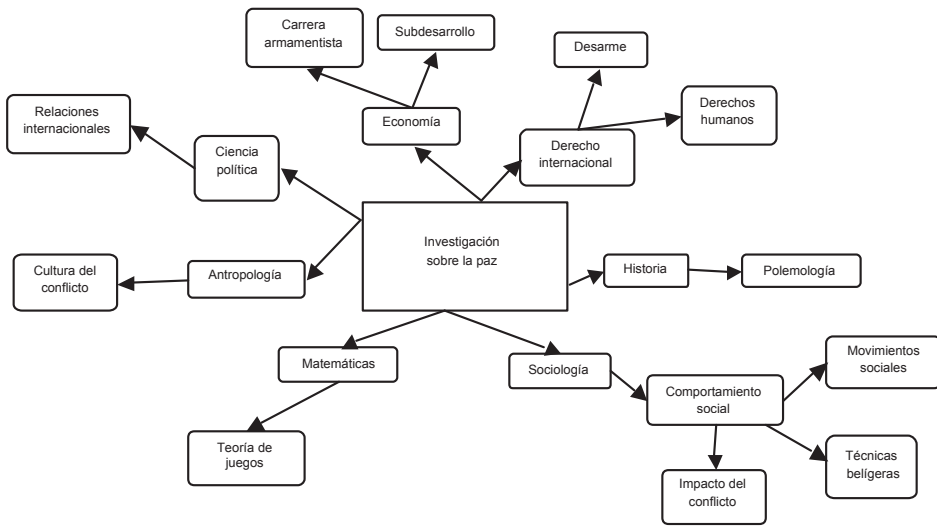 Carrera
armamentista
Subdesarrollo
Desarme
Relaciones
internacionales
Derechos
humanos
Economía
Ciencia
política
Derecho
internacional
Investigación
sobre la paz
Cultura del
conflicto
Antropología
Historia
Polemología
Matemáticas
Sociología
Movimientos
sociales
Comportamiento
social
Teoría de
juegos
Técnicas
belígeras
Impacto del
conflicto